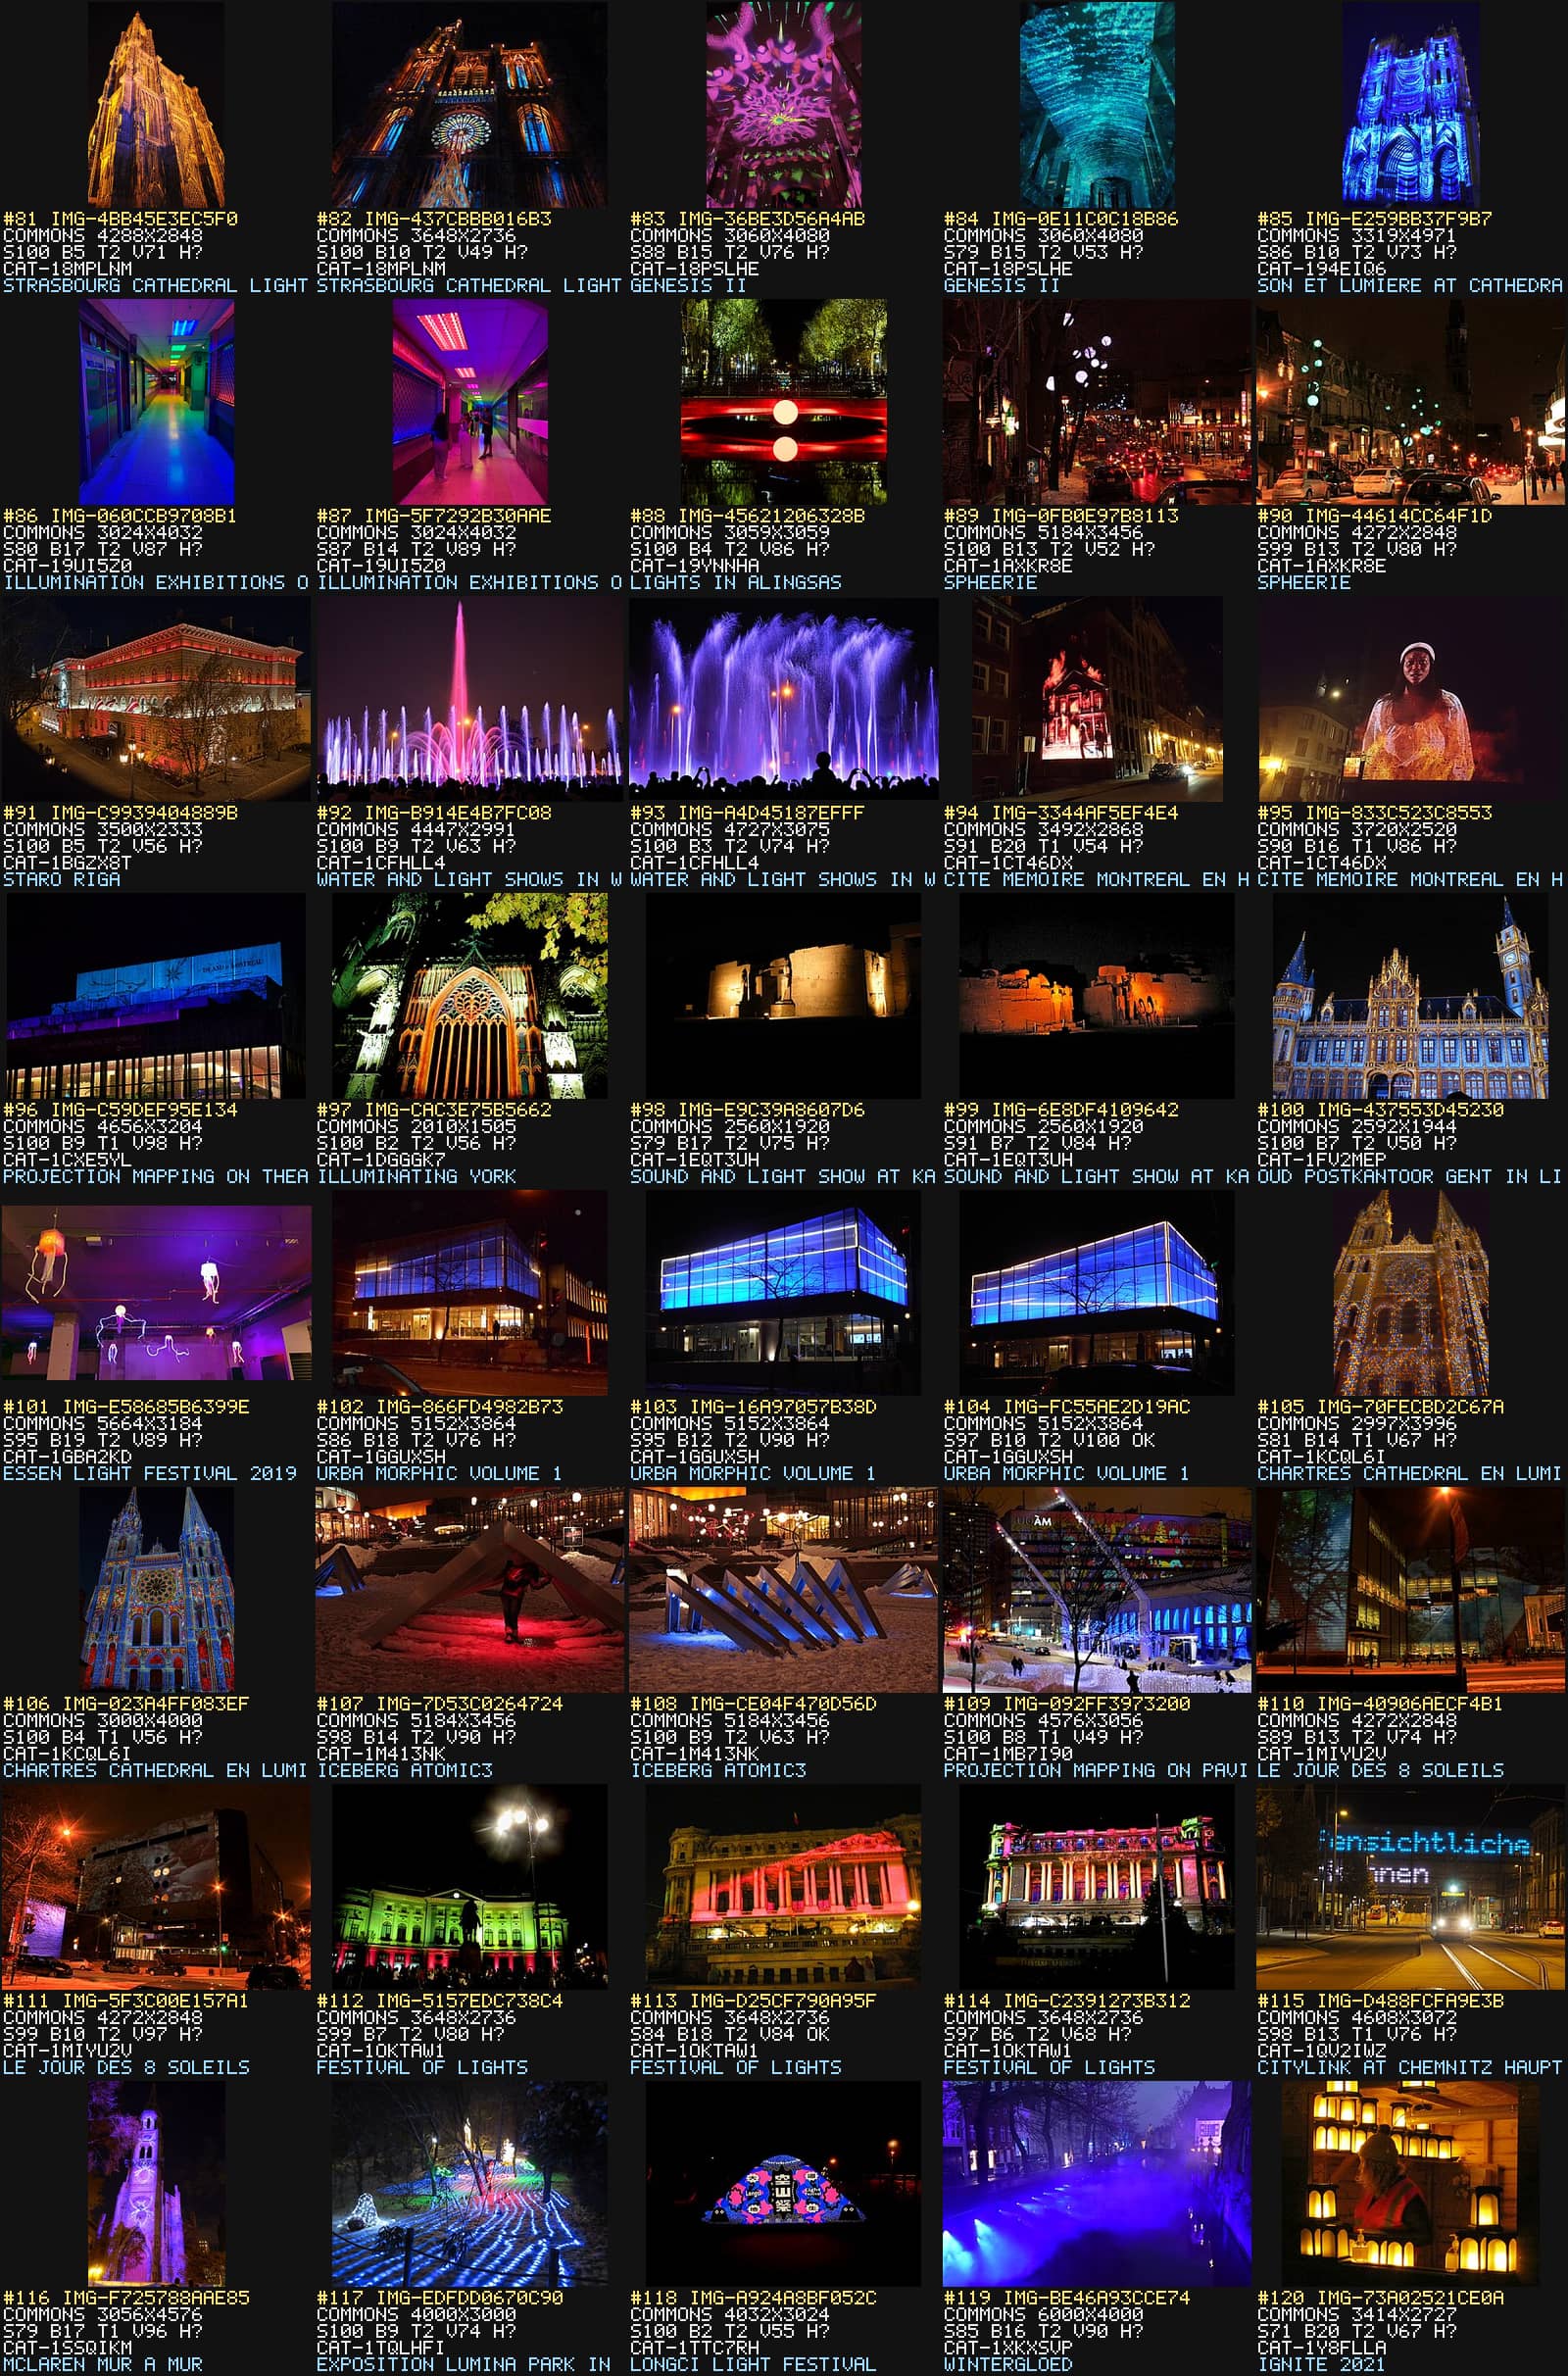 #81 IMG-4BB45E3EC5F0
COMMONS 4288X2848
S100 B5 T2 V71 H?
CAT-18MPLNM
STRASBOURG CATHEDRAL LIGHT
#82 IMG-437CBBB016B3
COMMONS 3648X2736
S100 B10 T2 V49 H?
CAT-18MPLNM
STRASBOURG CATHEDRAL LIGHT
#83 IMG-36BE3D56A4AB
COMMONS 3060X4080
S88 B15 T2 V76 H?
CAT-18PSLHE
GENESIS II
#84 IMG-0E11C0C18B86
COMMONS 3060X4080
S79 B15 T2 V53 H?
CAT-18PSLHE
GENESIS II
#85 IMG-E259BB37F9B7
COMMONS 3319X4971
S86 B10 T2 V73 H?
CAT-194EIQ6
SON ET LUMIERE AT CATHEDRA
#86 IMG-060CCB9708B1
COMMONS 3024X4032
S80 B17 T2 V87 H?
CAT-19UI5Z0
ILLUMINATION EXHIBITIONS O
#87 IMG-5F7292B30AAE
COMMONS 3024X4032
S87 B14 T2 V89 H?
CAT-19UI5Z0
ILLUMINATION EXHIBITIONS O
#88 IMG-45621206328B
COMMONS 3059X3059
S100 B4 T2 V86 H?
CAT-19YNNHA
LIGHTS IN ALINGSAS
#89 IMG-0FB0E97B8113
COMMONS 5184X3456
S100 B13 T2 V52 H?
CAT-1AXKR8E
SPHEERIE
#90 IMG-44614CC64F1D
COMMONS 4272X2848
S99 B13 T2 V80 H?
CAT-1AXKR8E
SPHEERIE
#91 IMG-C9939404889B
COMMONS 3500X2333
S100 B5 T2 V56 H?
CAT-1BGZX8T
STARO RIGA
#92 IMG-B914E4B7FC08
COMMONS 4447X2991
S100 B9 T2 V63 H?
CAT-1CFHLL4
WATER AND LIGHT SHOWS IN W
#93 IMG-A4D45187EFFF
COMMONS 4727X3075
S100 B3 T2 V74 H?
CAT-1CFHLL4
WATER AND LIGHT SHOWS IN W
#94 IMG-3344AF5EF4E4
COMMONS 3492X2868
S91 B20 T1 V54 H?
CAT-1CT46DX
CITE MEMOIRE MONTREAL EN H
#95 IMG-833C523C8553
COMMONS 3720X2520
S90 B16 T1 V86 H?
CAT-1CT46DX
CITE MEMOIRE MONTREAL EN H
#96 IMG-C59DEF95E134
COMMONS 4656X3204
S100 B9 T1 V98 H?
CAT-1CXE5YL
PROJECTION MAPPING ON THEA
#97 IMG-CAC3E75B5662
COMMONS 2010X1505
S100 B2 T2 V56 H?
CAT-1DGGGK7
ILLUMINATING YORK
#98 IMG-E9C39A8607D6
COMMONS 2560X1920
S79 B17 T2 V75 H?
CAT-1EQT3UH
SOUND AND LIGHT SHOW AT KA
#99 IMG-6E8DF4109642
COMMONS 2560X1920
S91 B7 T2 V84 H?
CAT-1EQT3UH
SOUND AND LIGHT SHOW AT KA
#100 IMG-437553D45230
COMMONS 2592X1944
S100 B7 T2 V50 H?
CAT-1FV2MEP
OUD POSTKANTOOR GENT IN LI
#101 IMG-E58685B6399E
COMMONS 5664X3184
S95 B19 T2 V89 H?
CAT-1GBA2KD
ESSEN LIGHT FESTIVAL 2019
#102 IMG-866FD4982B73
COMMONS 5152X3864
S86 B18 T2 V76 H?
CAT-1GGUXSH
URBA MORPHIC VOLUME 1
#103 IMG-16A97057B38D
COMMONS 5152X3864
S95 B12 T2 V90 H?
CAT-1GGUXSH
URBA MORPHIC VOLUME 1
#104 IMG-FC55AE2D19AC
COMMONS 5152X3864
S97 B10 T2 V100 OK
CAT-1GGUXSH
URBA MORPHIC VOLUME 1
#105 IMG-70FECBD2C67A
COMMONS 2997X3996
S81 B14 T1 V67 H?
CAT-1KCQL6I
CHARTRES CATHEDRAL EN LUMI
UQÀM
#106 IMG-023A4FF083EF
COMMONS 3000X4000
S100 B4 T1 V56 H?
CAT-1KCQL6I
CHARTRES CATHEDRAL EN LUMI
#107 IMG-7D53C0264724
COMMONS 5184X3456
S98 B14 T2 V90 H?
CAT-1M413NK
ICEBERG ATOMIC3
#108 IMG-CE04F470D56D
COMMONS 5184X3456
S100 B9 T2 V63 H?
CAT-1M413NK
ICEBERG ATOMIC3
#109 IMG-092FF3973200
COMMONS 4576X3056
S100 B8 T1 V49 H?
CAT-1MB7I90
PROJECTION MAPPING ON PAVI
#110 IMG-40906AECF4B1
COMMONS 4272X2848
S89 B13 T2 V74 H?
CAT-1MIYU2V
LE JOUR DES 8 SOLEILS
ensichtliche
nnen
#111 IMG-5F3C00E157A1
COMMONS 4272X2848
S99 B10 T2 V97 H?
CAT-1MIYU2V
LE JOUR DES 8 SOLEILS
#112 IMG-5157EDC738C4
COMMONS 3648X2736
S99 B7 T2 V80 H?
CAT-1OKTAW1
FESTIVAL OF LIGHTS
#113 IMG-D25CF790A95F
COMMONS 3648X2736
S84 B18 T2 V84 OK
CAT-1OKTAW1
FESTIVAL OF LIGHTS
#114 IMG-C2391273B312
COMMONS 3648X2736
S97 B6 T2 V68 H?
CAT-1OKTAW1
FESTIVAL OF LIGHTS
#115 IMG-D488FCFA9E3B
COMMONS 4608X3072
S98 B13 T1 V76 H?
CAT-1QV2IWZ
CITYLINK AT CHEMNITZ HAUPT
#116 IMG-F725788AAE85
COMMONS 3056X4576
S79 B17 T1 V96 H?
CAT-1SSQIKM
MCLAREN MUR A MUR
#117 IMG-EDFDD0670C90
COMMONS 4000X3000
S100 B9 T2 V74 H?
CAT-1TQLHFI
EXPOSITION LUMINA PARK IN
#118 IMG-A924A8BF052C
COMMONS 4032X3024
S100 B2 T2 V55 H?
CAT-1TTC7RH
LONGCI LIGHT FESTIVAL
#119 IMG-BE46A93CCE74
COMMONS 6000X4000
S85 B16 T2 V90 H?
CAT-1XKXSVP
WINTERGLOED
#120 IMG-73A02521CE0A
COMMONS 3414X2727
S71 B20 T2 V67 H?
CAT-1Y8FLLA
IGNITE 2021